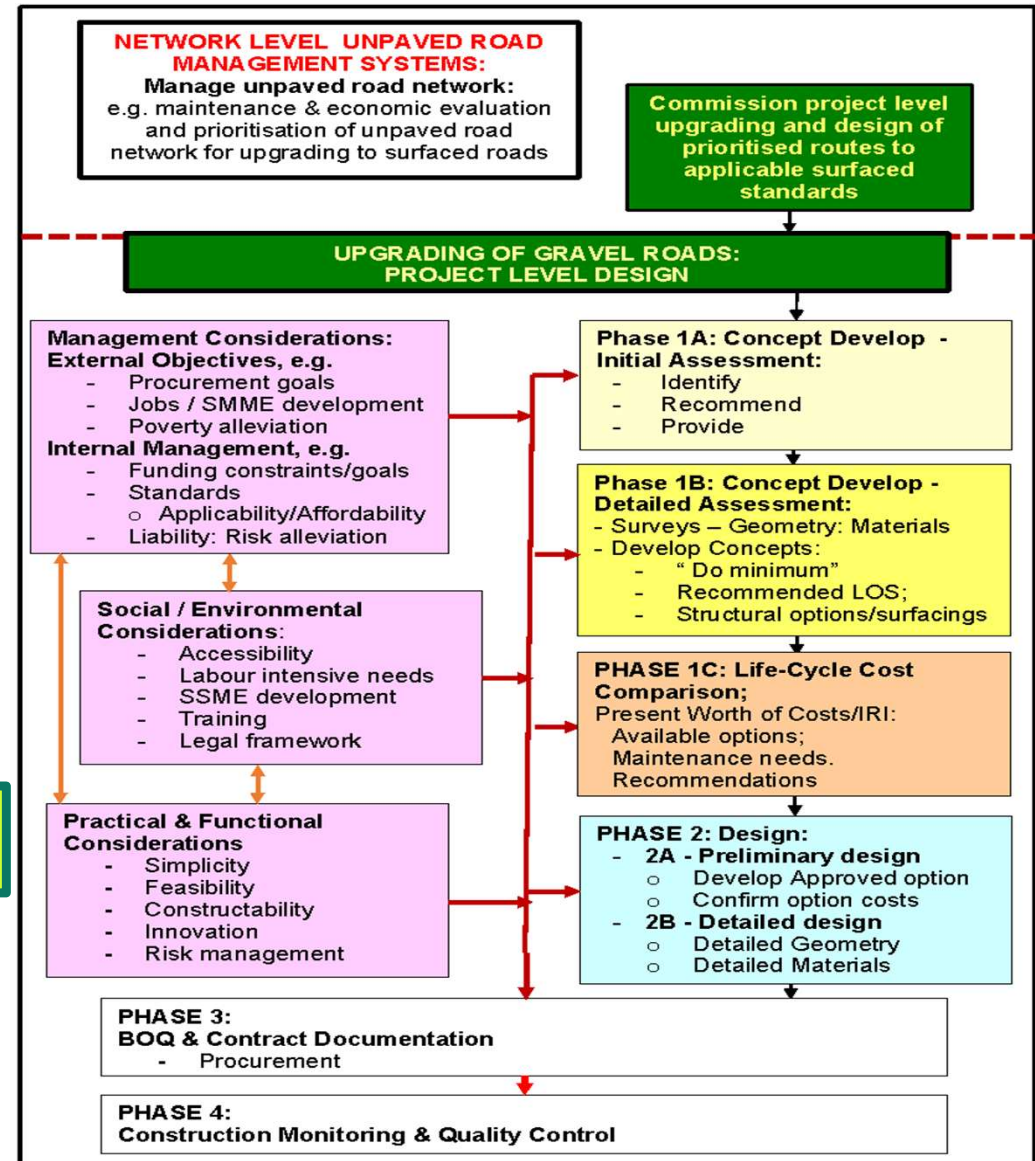 NETWORK LEVEL UNPAVED ROAD
MANAGEMENT SYSTEMS:
Manage unpaved road network:
e.g. maintenance & economic evaluation
and prioritisation of unpaved road
network for upgrading to surfaced roads
Commission project level
upgrading and design of
prioritised routes to
applicable surfaced
standards
UPGRADING OF GRAVEL ROADS:
PROJECT LEVEL DESIGN
Management Considerations:
External Objectives, e.g.
- Procurement goals
- Jobs / SMME development
- Poverty alleviation
Internal Management, e.g.
- Funding constraints/goals
- Standards
o Applicability/Affordability
- Liability: Risk alleviation
Social / Environmental
Considerations:
- Accessibility
- Labour intensive needs
- SSME development
- Training
- Legal framework
Practical & Functional
Considerations
- Simplicity
- Feasibility
- Constructability
- Innovation
- Risk management
Phase 1A: Concept Develop -
Initial Assessment:
- Identify
- Recommend
- Provide
Phase 1B: Concept Develop -
Detailed Assessment:
- Surveys – Geometry: Materials
- Develop Concepts:
- “ Do minimum”
- Recommended LOS;
- Structural options/surfacings
PHASE 1C: Life-Cycle Cost
Comparison;
Present Worth of Costs/IRI:
Available options;
Maintenance needs.
Recommendations
PHASE 2: Design:
- 2A - Preliminary design
o Develop Approved option
o Confirm option costs
- 2B - Detailed design
o Detailed Geometry
o Detailed Materials
PHASE 3:
BOQ & Contract Documentation
- Procurement
PHASE 4:
Construction Monitoring & Quality Control